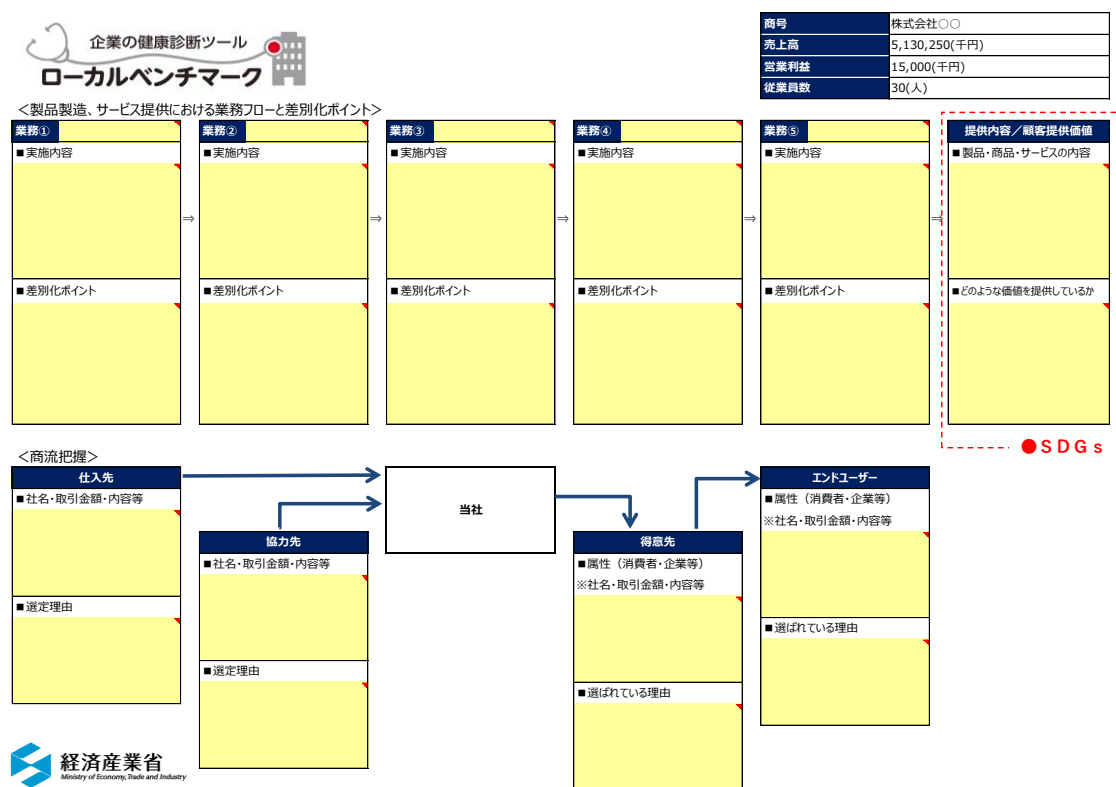 企業の健康診断ツール
ローカルベンチマーク
商号 株式会社○○
売上高 5,130,250(千円)
営業利益 15,000(千円)
従業員数 30(人)
＜製品製造、サービス提供における業務フローと差別化ポイント＞
業務① 業務② 業務③ 業務④ 業務⑤ 提供内容／顧客提供価値
■実施内容 ■実施内容 ■実施内容 ■実施内容 ■実施内容 ■製品・商品・サービスの内容
⇒ ⇒ ⇒ ⇒ ⇒
■差別化ポイント ■差別化ポイント ■差別化ポイント ■差別化ポイント ■差別化ポイント ■どのような価値を提供しているか
●ＳＤＧｓ
＜商流把握＞
仕入先
■社名・取引金額・内容等
■選定理由
協力先
■社名・取引金額・内容等
■選定理由
当社
得意先
■属性（消費者・企業等）
※社名・取引金額・内容等
■選ばれている理由
エンドユーザー
■属性（消費者・企業等）
※社名・取引金額・内容等
■選ばれている理由
経済産業省
Ministry of Economy, Trade and Industry